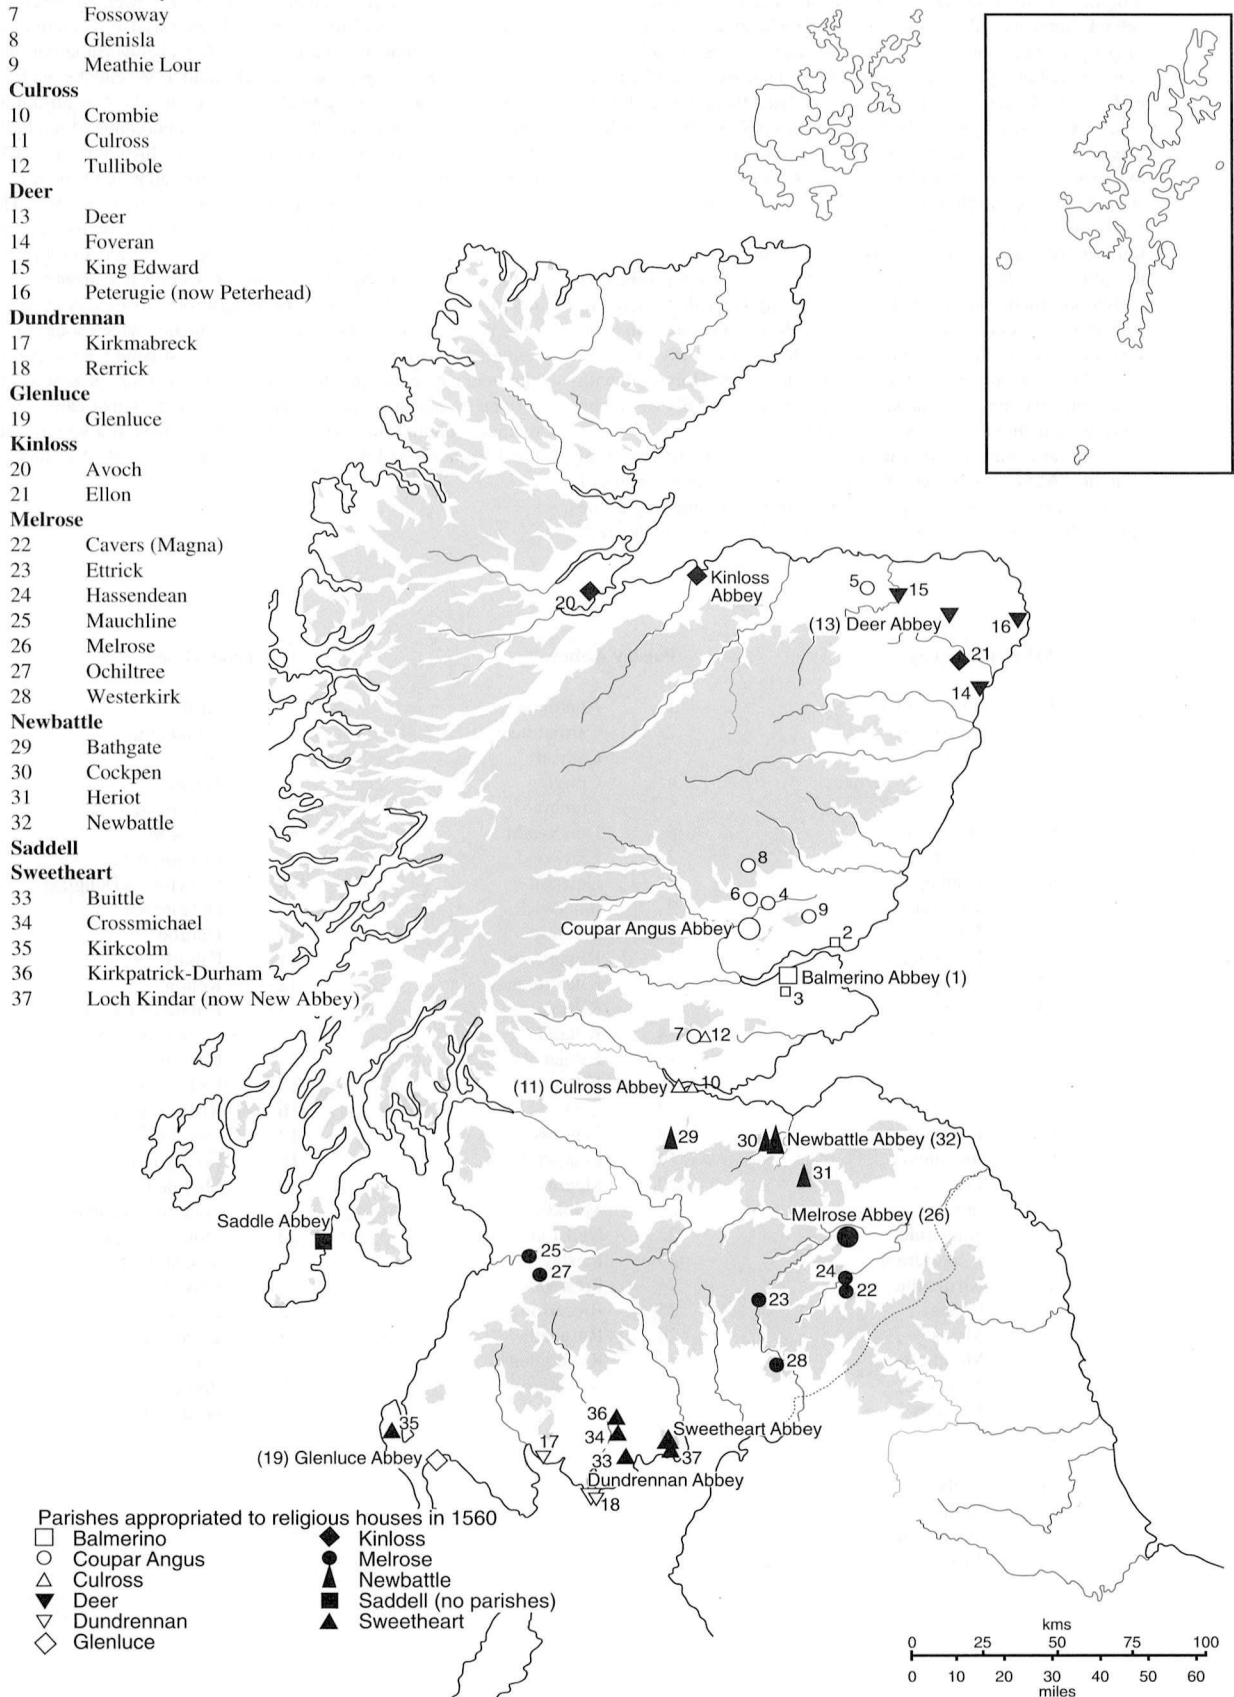 7 Fossoway
8 Glenisla
9 Meathie Lour
Culross
10 Crombie
11 Culross
12 Tullibole
Deer
13 Deer
14 Foveran
15 King Edward
16 Peterugie (now Peterhead)
Dundrennan
17 Kirkmabreck
18 Rerrick
Glenluce
19 Glenluce
Kinloss
20 Avoch
21 Ellon
Melrose
22 Cavers (Magna)
23 Ettrick
24 Hassendean
25 Mauchline
26 Melrose
27 Ochiltree
28 Westerkirk
Newbattle
29 Bathgate
30 Cockpen
31 Heriot
32 Newbattle
Saddell
Sweetheart
33 Buittle
34 Crossmichael
35 Kirkcolm
36 Kirkpatrick-Durham
37 Loch Kindar (now New Abbey)
Kinloss
Abbey
20
5
15
(13) Deer Abbey
16
21
14
8
6
4
9
Coupar Angus Abbey
2
Balmerino Abbey (1)
3
7
12
(11) Culross Abbey
10
29
30
Newbattle Abbey (32)
31
Saddle Abbey
Melrose Abbey (26)
25
27
24
22
23
28
35
36
34
33
Sweetheart Abbey
37
17
(19) Glenluce Abbey
Dundrennan Abbey
18
Parishes appropriated to religious houses in 1560
Balmerino
Coupar Angus
Culross
Deer
Dundrennan
Glenluce
Kinloss
Melrose
Newbattle
Saddell (no parishes)
Sweetheart
kms
0 25 50 75 100
0 10 20 30 40 50 60
miles